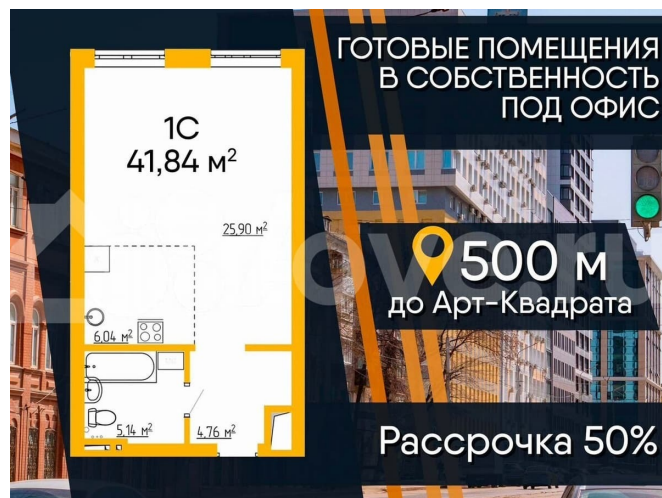 ГОТОВЫЕ ПОМЕЩЕНИЯ
В СОБСТВЕННОСТЬ
ПОД ОФИС
1С
41,84 м²
25,90 м²
6,04 м²
5,14 м²
4,76 м²
500 м
до Арт-Квадрата
Рассрочка 50%